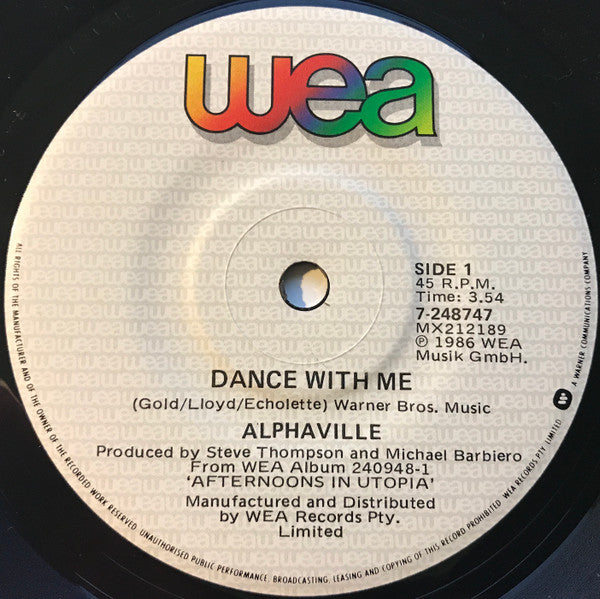 wea
SIDE 1
45 R.P.M.
Time: 3.54
7-248747
MX212189
℗ 1986 WEA
Musik GmbH.
DANCE WITH ME
(Gold/Lloyd/Echolette) Warner Bros. Music
ALPHAVILLE
Produced by Steve Thompson and Michael Barbiero
From WEA Album 240948-1
'AFTERNOONS IN UTOPIA'
Manufactured and Distributed
by WEA Records Pty.
Limited
ALL RIGHTS OF THE MANUFACTURER AND OF THE OWNER OF THE RECORDED WORK RESERVED. UNAUTHORISED PUBLIC PERFORMANCE, BROADCASTING, LEASING AND COPYING OF THIS RECORD PROHIBITED. WEA RECORDS PTY. LIMITED
A WARNER COMMUNICATIONS COMPANY